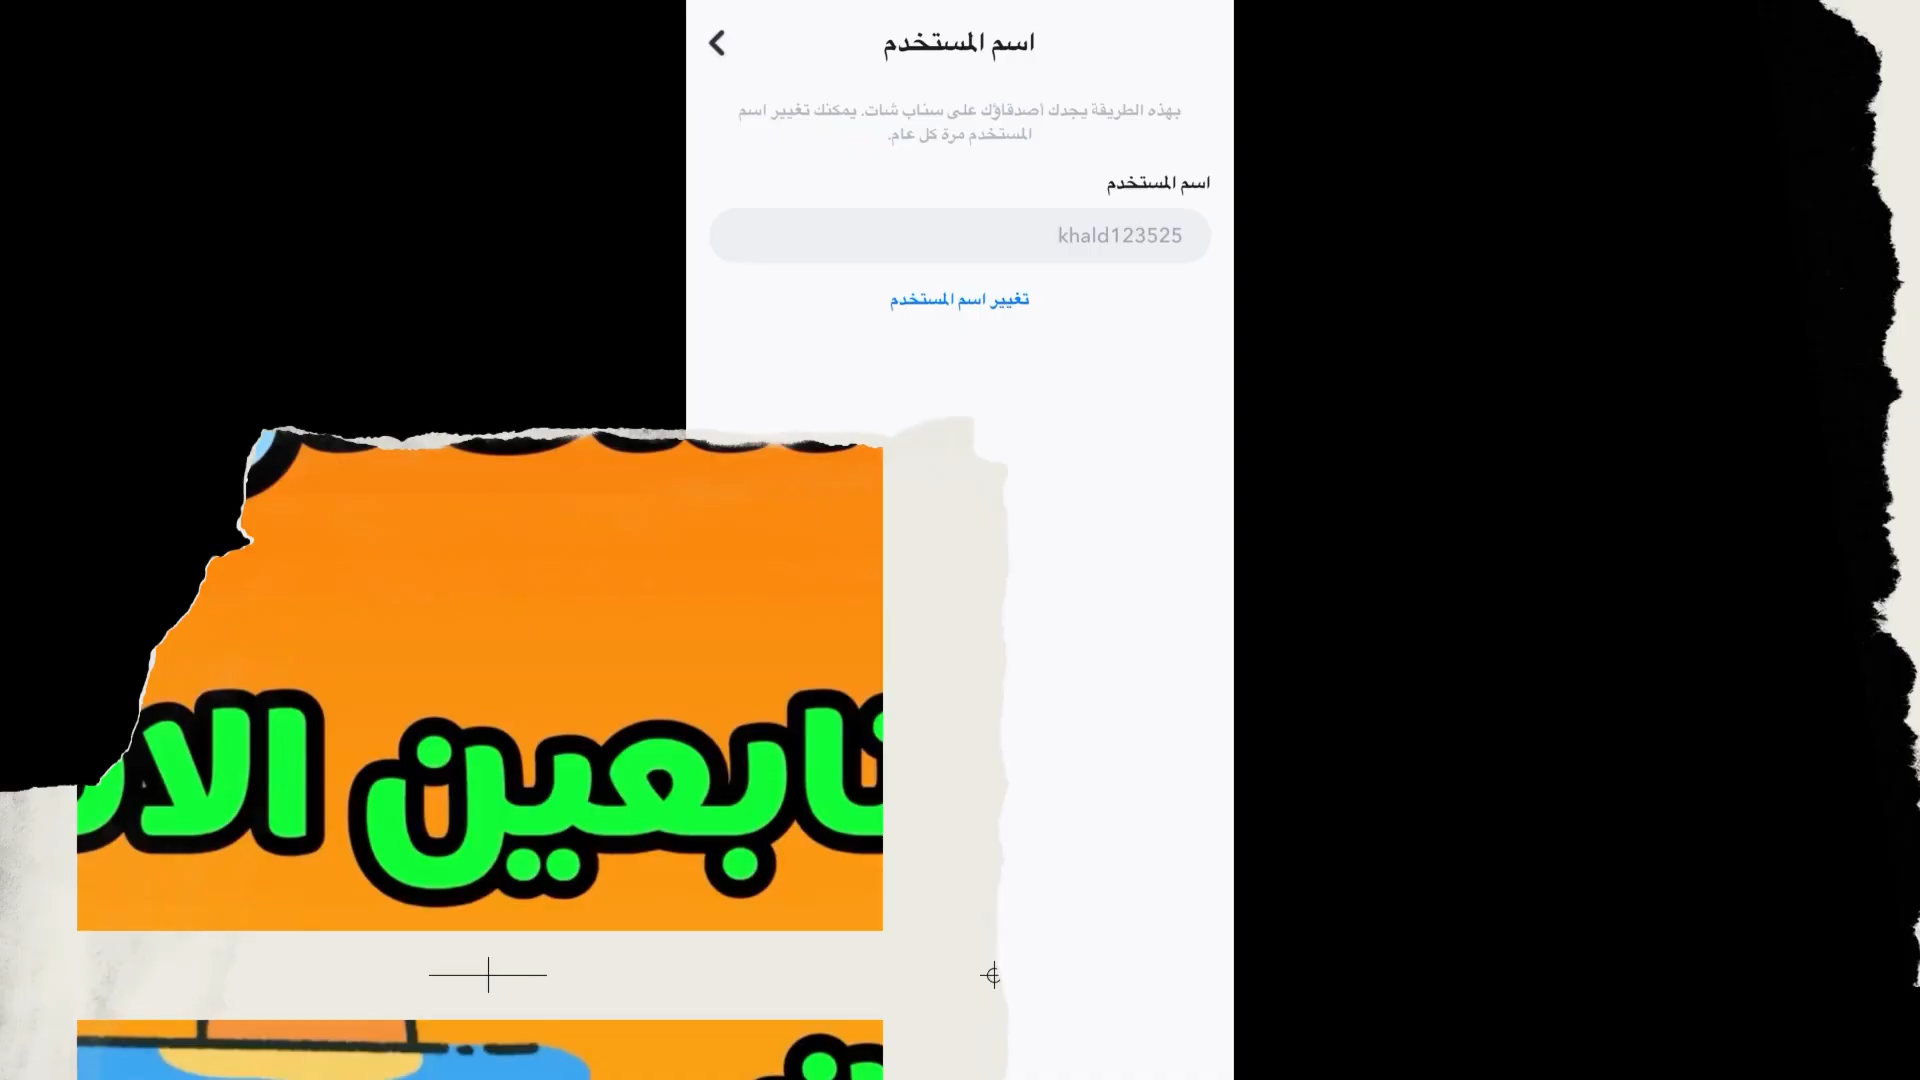 اسم المستخدم
بهذه الطريقة يجدك أصدقاؤك على سناب شات. يمكنك تغيير اسم
المستخدم مرة كل عام.
اسم المستخدم
khald123525
تغيير اسم المستخدم